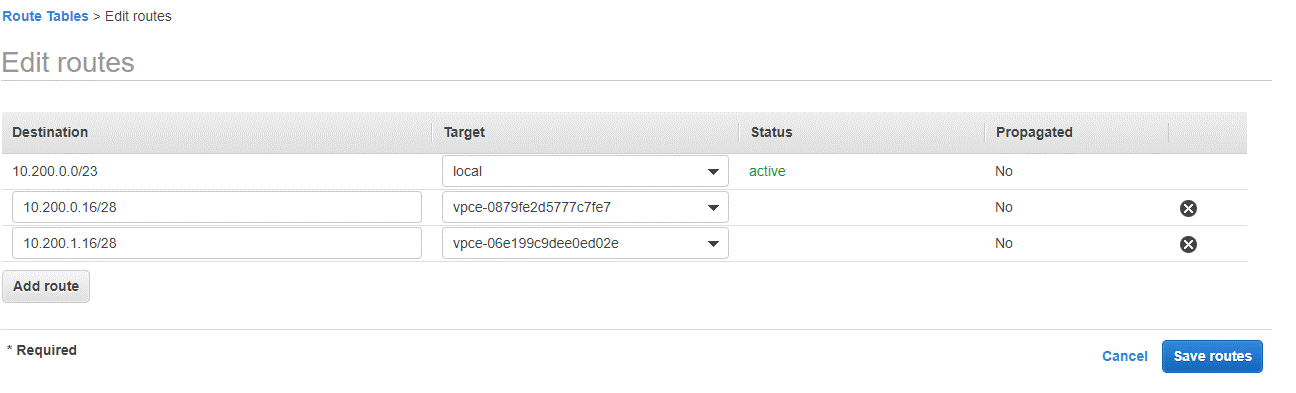 Route Tables > Edit routes
Edit routes
Destination Target Status Propagated
10.200.0.0/23 local active No
10.200.0.16/28 vpce-0879fe2d5777c7fe7 No
10.200.1.16/28 vpce-06e199c9dee0ed02e No
Add route
* Required
Cancel Save routes